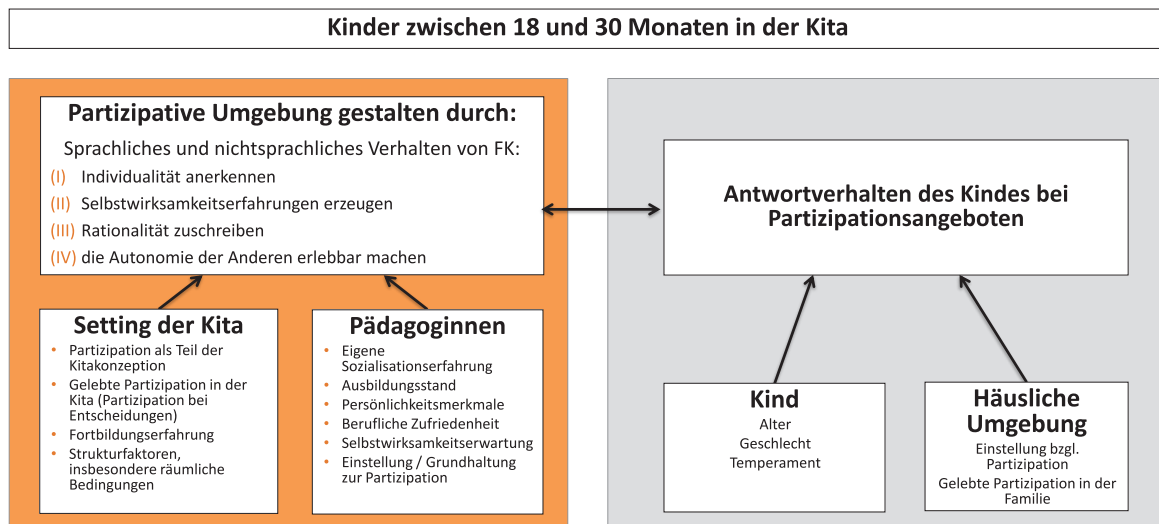 Kinder zwischen 18 und 30 Monaten in der Kita
Partizipative Umgebung gestalten durch:
Sprachliches und nichtsprachliches Verhalten von FK:
(I) Individualität anerkennen
(II) Selbstwirksamkeitserfahrungen erzeugen
(III) Rationalität zuschreiben
(IV) die Autonomie der Anderen erlebbar machen
Setting der Kita
• Partizipation als Teil der
Kitakonzeption
• Gelebte Partizipation in der
Kita (Partizipation bei
Entscheidungen)
• Fortbildungserfahrung
• Strukturfaktoren,
insbesondere räumliche
Bedingungen
Pädagoginnen
• Eigene
Sozialisationserfahrung
• Ausbildungsstand
• Persönlichkeitsmerkmale
• Berufliche Zufriedenheit
• Selbstwirksamkeitserwartung
• Einstellung / Grundhaltung
zur Partizipation
Antwortverhalten des Kindes bei
Partizipationsangeboten
Kind
Alter
Geschlecht
Temperament
Häusliche
Umgebung
Einstellung bzgl.
Partizipation
Gelebte Partizipation in der
Familie